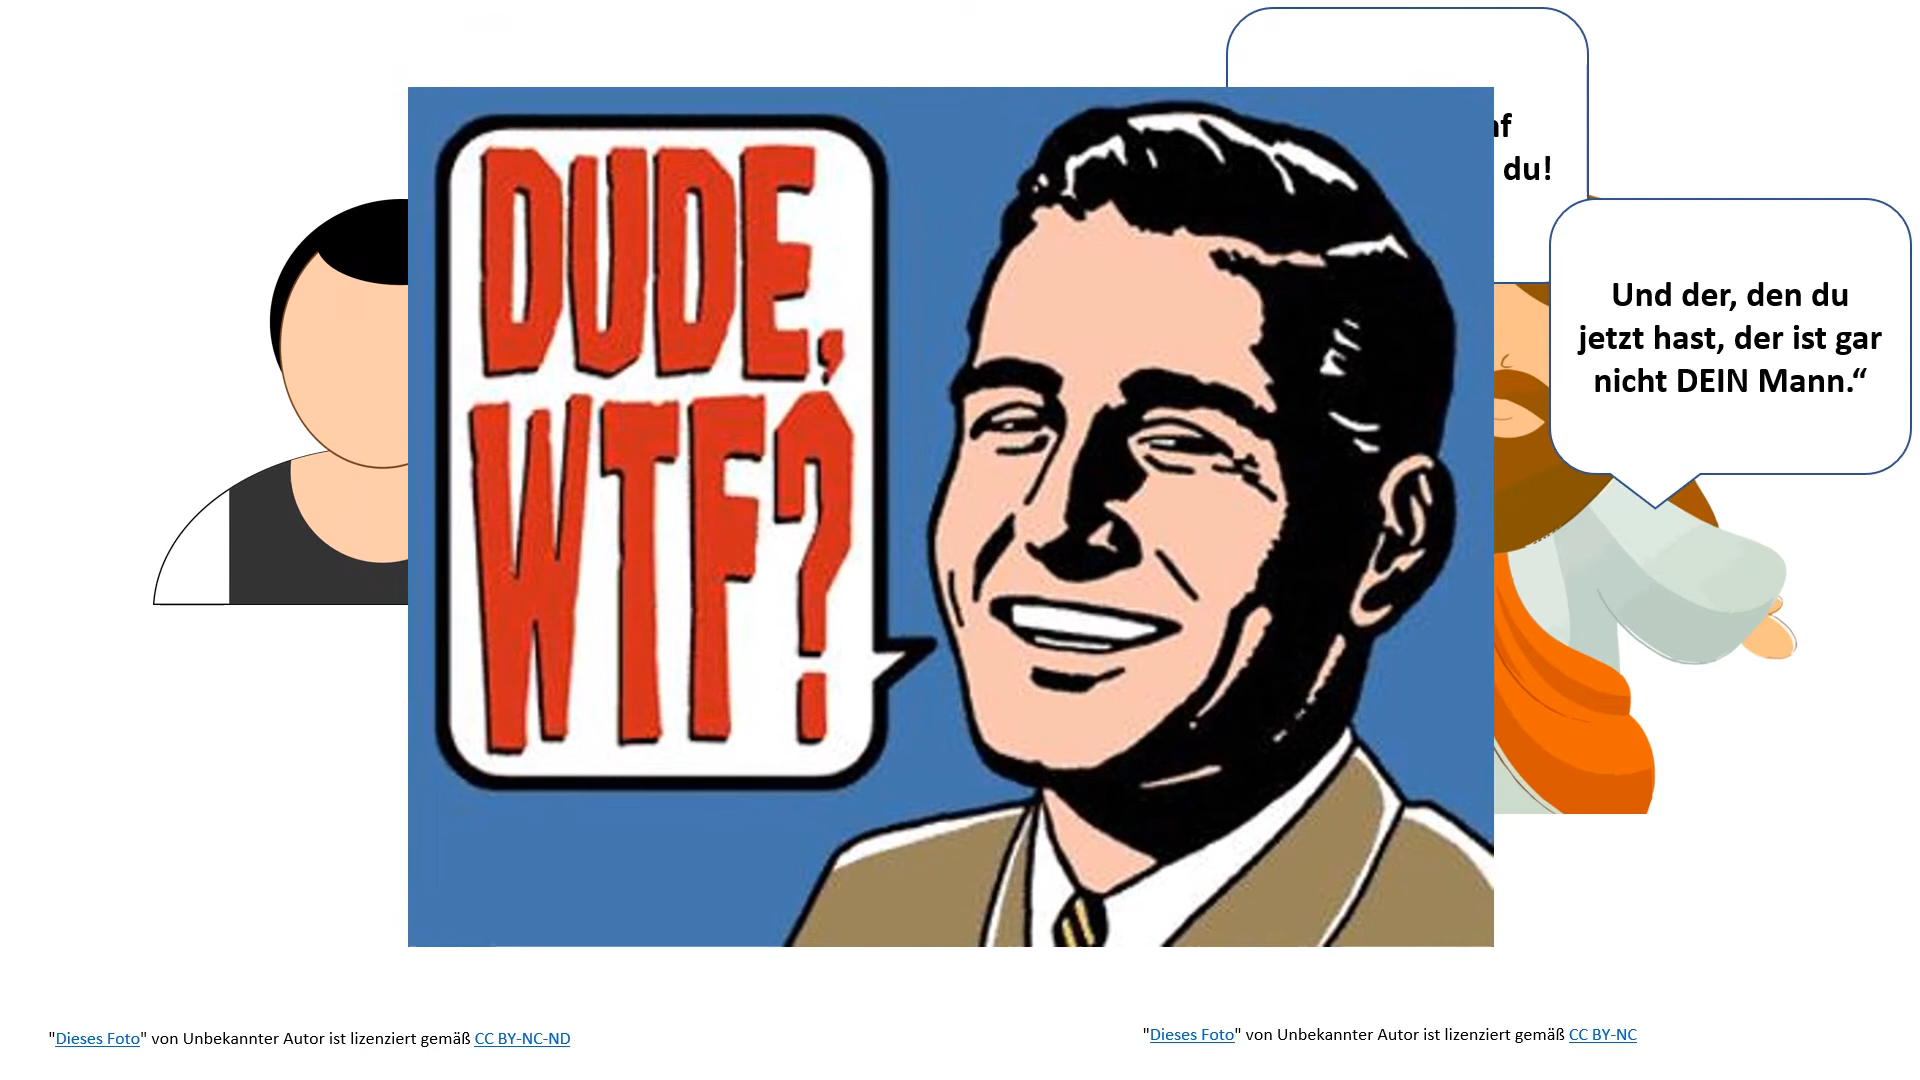 DUDE,
WTF?
du!
Und der, den du
jetzt hast, der ist gar
nicht DEIN Mann.“
"Dieses Foto" von Unbekannter Autor ist lizenziert gemäß CC BY-NC-ND
"Dieses Foto" von Unbekannter Autor ist lizenziert gemäß CC BY-NC